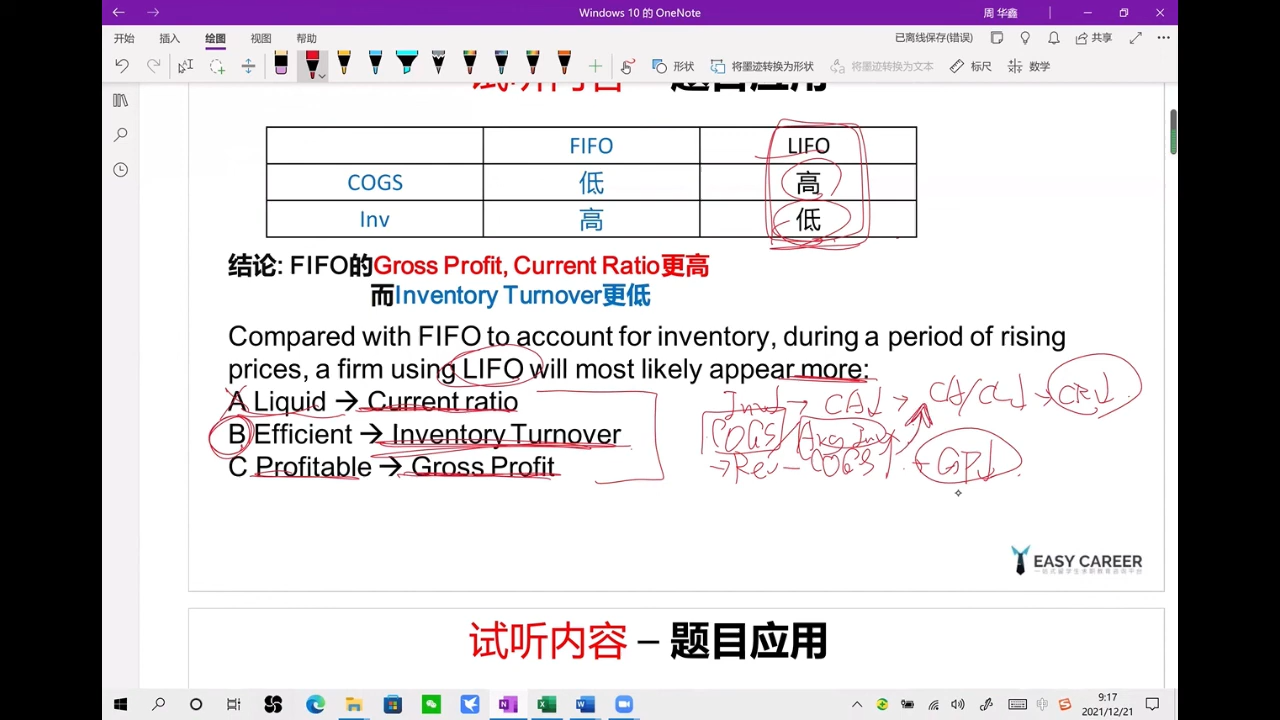 Windows 10 的 OneNote
周 华鑫
开始 插入 绘图 视图 帮助
已离线保存(错误) 共享
形状 将墨迹转换为形状 将墨迹转换为文本 标尺 数学
试听内容 – 题目应用
FIFO LIFO
COGS 低 高
Inv 高 低
结论: FIFO的Gross Profit, Current Ratio更高
而Inventory Turnover更低
Compared with FIFO to account for inventory, during a period of rising
prices, a firm using LIFO will most likely appear more:
A Liquid → Current ratio
B Efficient → Inventory Turnover
C Profitable → Gross Profit
Inv↓ → CA↓ → CA/CL↓ → CR↓
COGS / Avg Inv
→ Rev - COGS → GP↓
EASY CAREER
试听内容 – 题目应用
9:17
2021/12/21